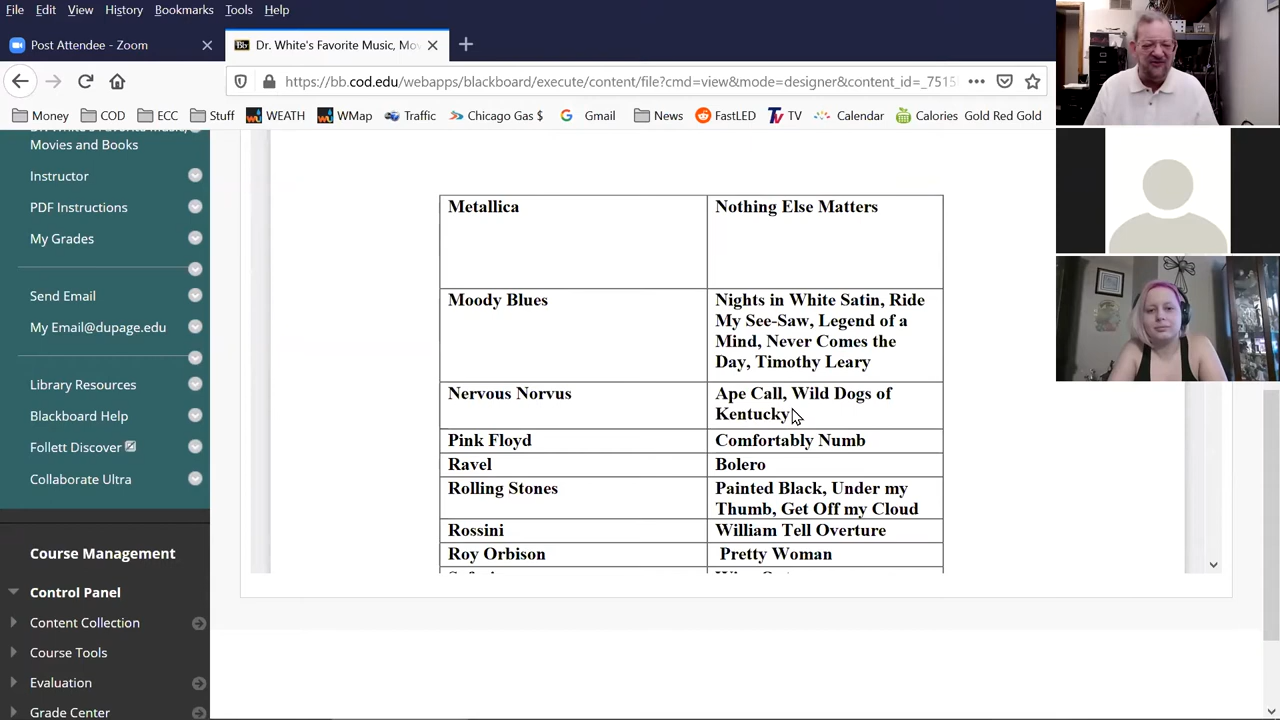 File Edit View History Bookmarks Tools Help
Post Attendee - Zoom
Dr. White's Favorite Music, Mov
https://bb.cod.edu/webapps/blackboard/execute/content/file?cmd=view&mode=designer&content_id=_7515
Money COD ECC Stuff WEATH WMap Traffic Chicago Gas $ Gmail News FastLED TV Calendar Calories Gold Red Gold
Movies and Books
Instructor
PDF Instructions
My Grades
Send Email
My Email@dupage.edu
Library Resources
Blackboard Help
Follett Discover
Collaborate Ultra
Course Management
Control Panel
Content Collection
Course Tools
Evaluation
Grade Center
Metallica Nothing Else Matters
Moody Blues Nights in White Satin, Ride
My See-Saw, Legend of a
Mind, Never Comes the
Day, Timothy Leary
Nervous Norvus Ape Call, Wild Dogs of
Kentucky
Pink Floyd Comfortably Numb
Ravel Bolero
Rolling Stones Painted Black, Under my
Thumb, Get Off my Cloud
Rossini William Tell Overture
Roy Orbison Pretty Woman